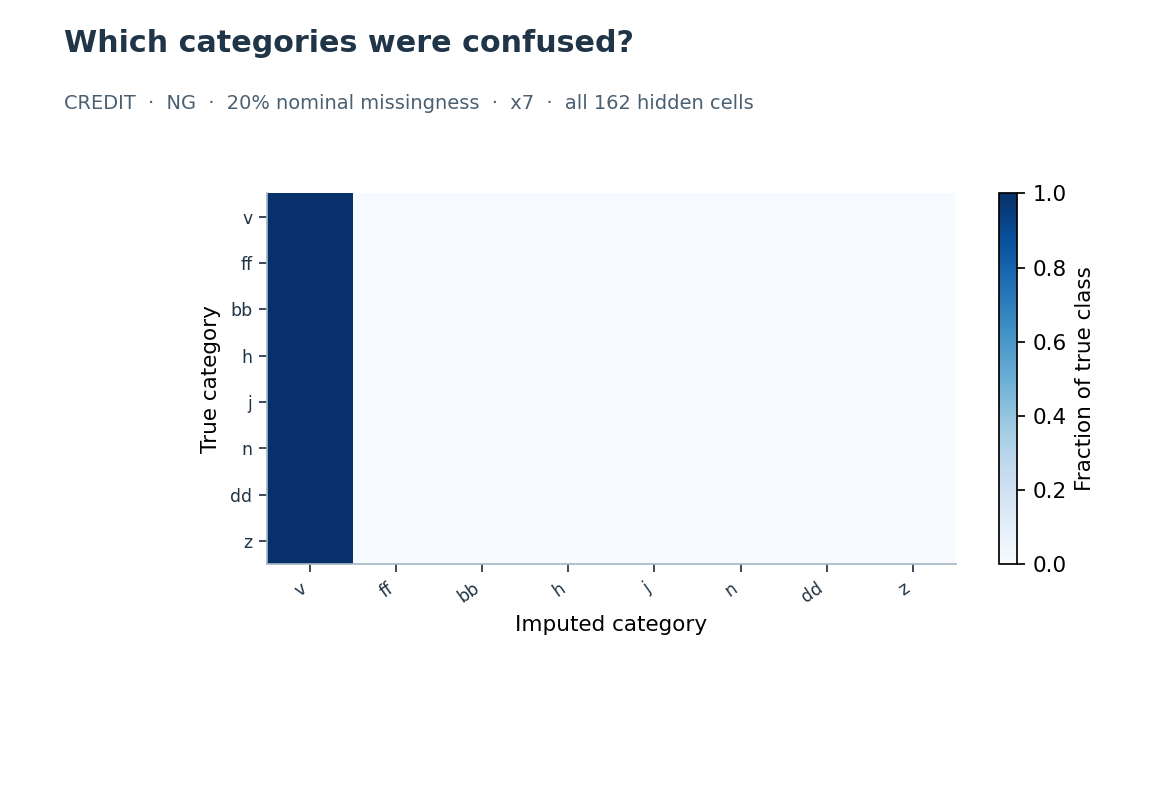 Which categories were confused?
CREDIT · NG · 20% nominal missingness · x7 · all 162 hidden cells
True category
v
ff
bb
h
j
n
dd
z
v ff bb h j n dd z
Imputed category
1.0
0.8
0.6
0.4
0.2
0.0
Fraction of true class